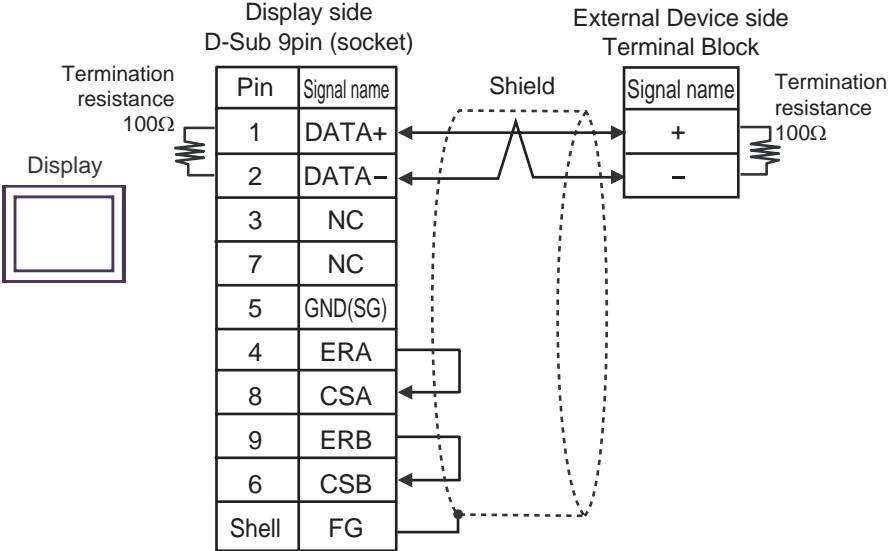 Display side
D-Sub 9pin (socket)
External Device side
Terminal Block
Termination
resistance
100Ω
Display
Pin Signal name
1 DATA+
2 DATA−
3 NC
7 NC
5 GND(SG)
4 ERA
8 CSA
9 ERB
6 CSB
Shell FG
Shield
Signal name
+
−
Termination
resistance
100Ω